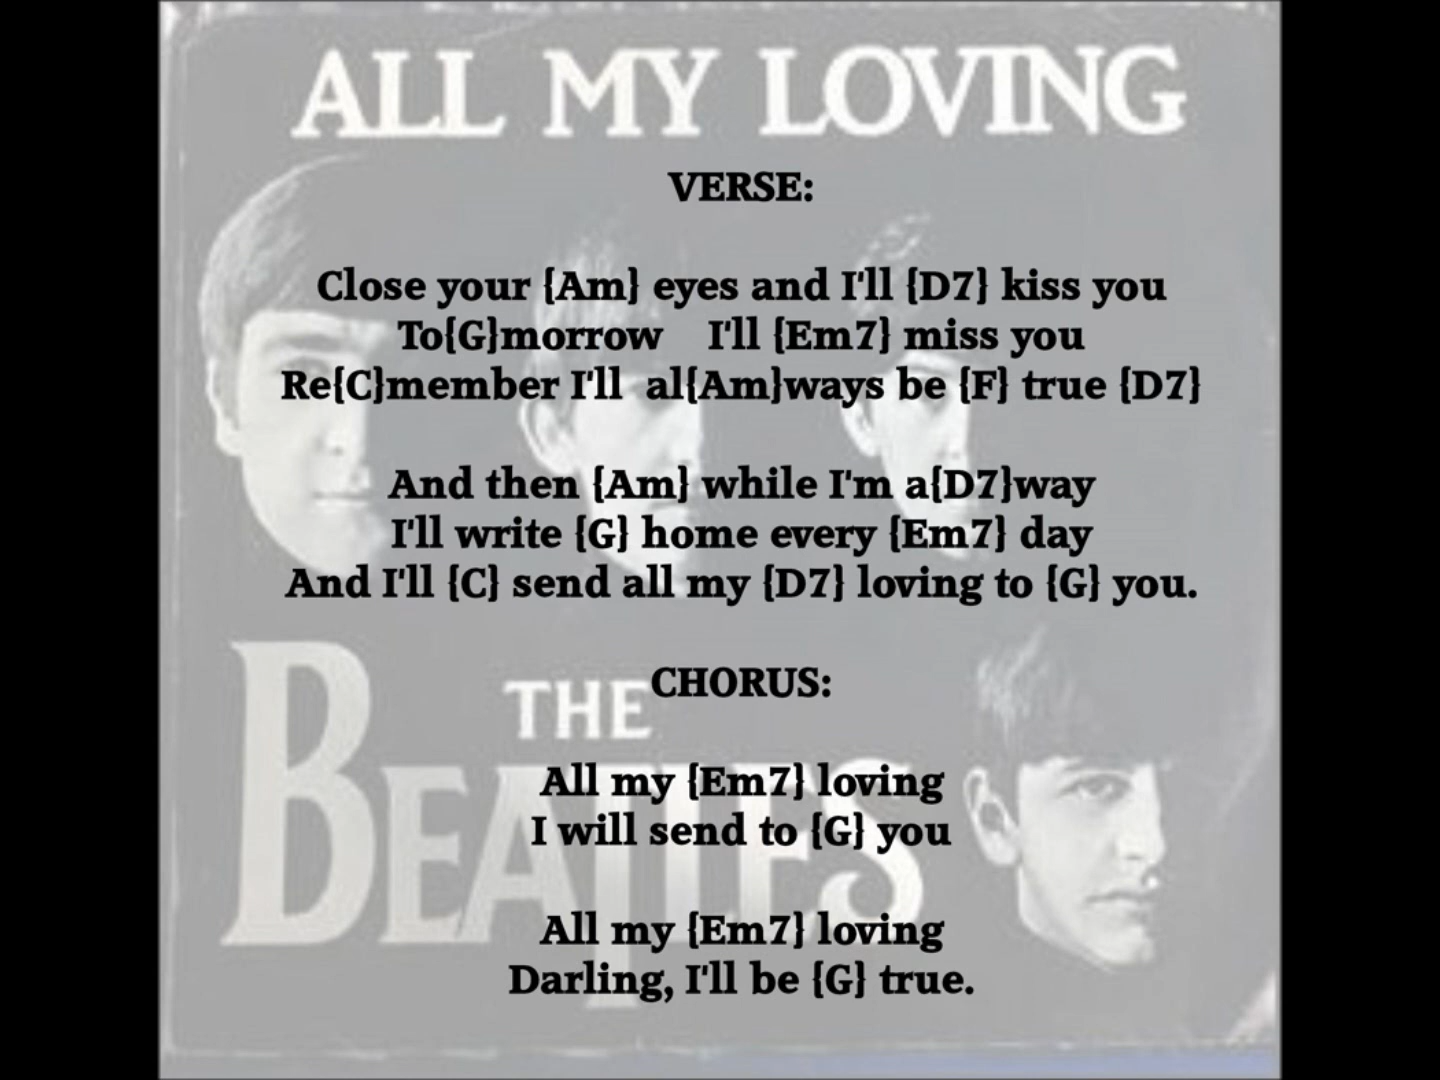 ALL MY LOVING
VERSE:
Close your {Am} eyes and I'll {D7} kiss you
To{G}morrow I'll {Em7} miss you
Re{C}member I'll al{Am}ways be {F} true {D7}
And then {Am} while I'm a{D7}way
I'll write {G} home every {Em7} day
And I'll {C} send all my {D7} loving to {G} you.
THE
BEATLES
CHORUS:
All my {Em7} loving
I will send to {G} you
All my {Em7} loving
Darling, I'll be {G} true.